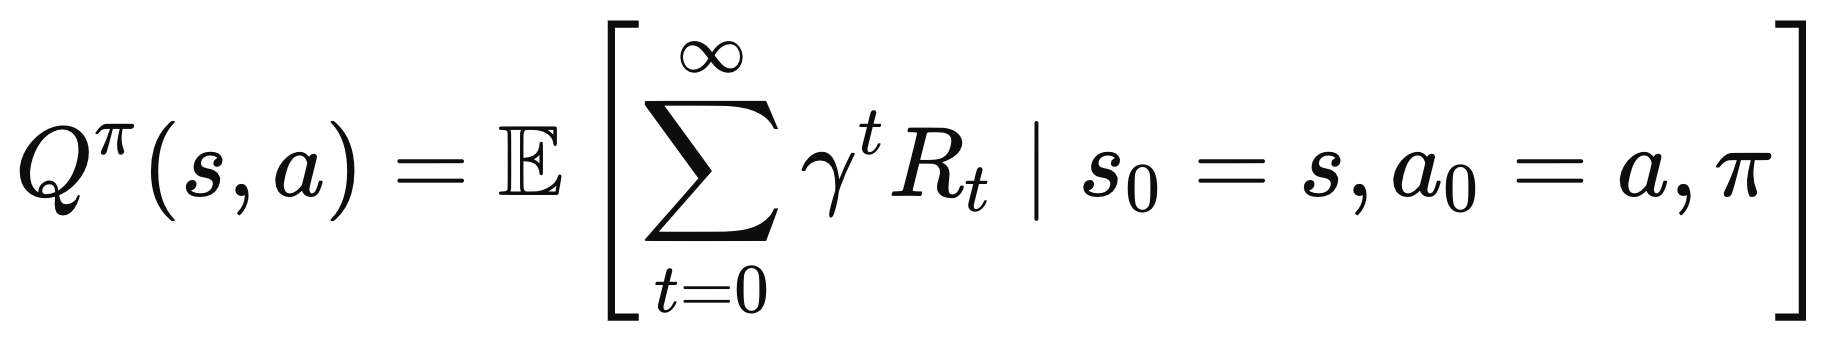 Q^π(s, a) = 𝔼 [ ∑_{t=0}^{∞} γ^t R_t | s_0 = s, a_0 = a, π ]